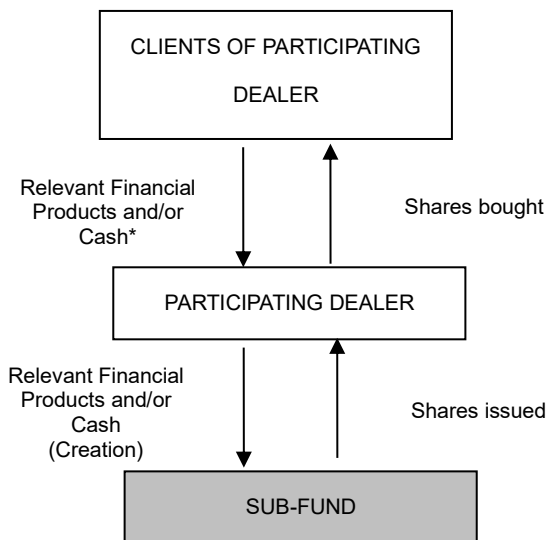 CLIENTS OF PARTICIPATING
DEALER
Relevant Financial
Products and/or
Cash*
Shares bought
PARTICIPATING DEALER
Relevant Financial
Products and/or
Cash
(Creation)
Shares issued
SUB-FUND